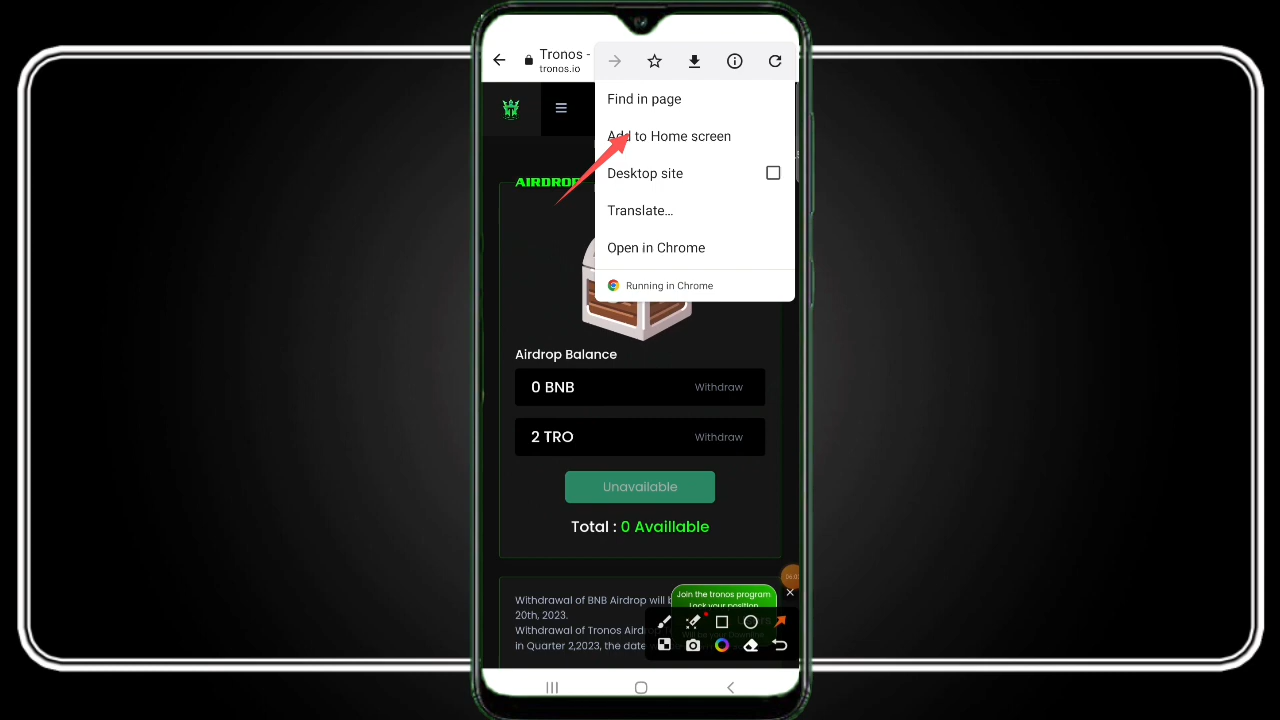 Tronos -
tronos.io
Find in page
Add to Home screen
Desktop site
Translate...
Open in Chrome
Running in Chrome
AIRDROP
Airdrop Balance
0 BNB Withdraw
2 TRO Withdraw
Unavailable
Total : 0 Availlable
Withdrawal of BNB Airdrop will b
20th, 2023.
Withdrawal of Tronos Airdrop
in Quarter 2,2023, the date w
Join the tronos program
Lock your position